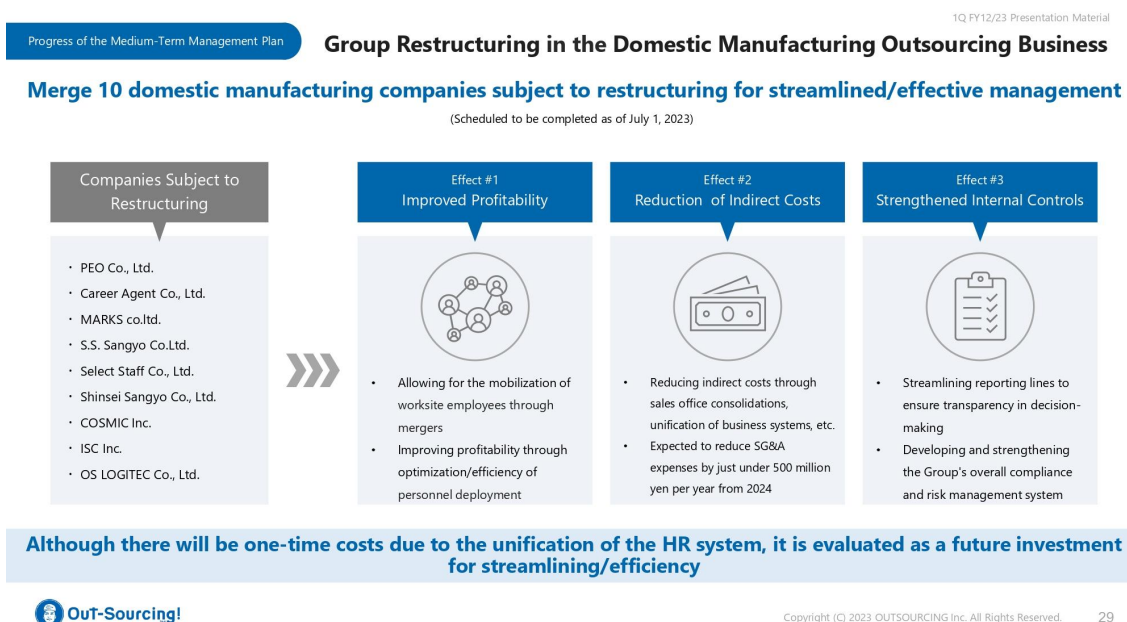 1Q FY12/23 Presentation Material
Progress of the Medium-Term Management Plan
Group Restructuring in the Domestic Manufacturing Outsourcing Business
Merge 10 domestic manufacturing companies subject to restructuring for streamlined/effective management
(Scheduled to be completed as of July 1, 2023)
Companies Subject to
Restructuring
・ PEO Co., Ltd.
・ Career Agent Co., Ltd.
・ MARKS co.ltd.
・ S.S. Sangyo Co.Ltd.
・ Select Staff Co., Ltd.
・ Shinsei Sangyo Co., Ltd.
・ COSMIC Inc.
・ ISC Inc.
・ OS LOGITEC Co., Ltd.
Effect #1
Improved Profitability
• Allowing for the mobilization of
worksite employees through
mergers
• Improving profitability through
optimization/efficiency of
personnel deployment
Effect #2
Reduction of Indirect Costs
• Reducing indirect costs through
sales office consolidations,
unification of business systems, etc.
• Expected to reduce SG&A
expenses by just under 500 million
yen per year from 2024
Effect #3
Strengthened Internal Controls
• Streamlining reporting lines to
ensure transparency in decision-
making
• Developing and strengthening
the Group's overall compliance
and risk management system
Although there will be one-time costs due to the unification of the HR system, it is evaluated as a future investment
for streamlining/efficiency
OuT-Sourcing!
Copyright (C) 2023 OUTSOURCING Inc. All Rights Reserved.
29